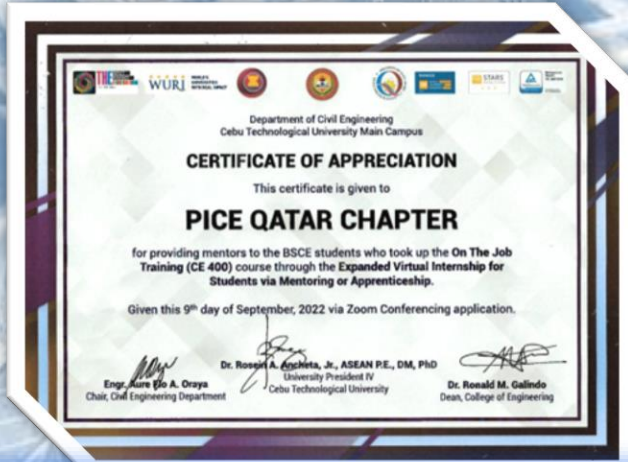 WURI
STARS
Department of Civil Engineering
Cebu Technological University Main Campus
CERTIFICATE OF APPRECIATION
This certificate is given to
PICE QATAR CHAPTER
for providing mentors to the BSCE students who took up the On The Job
Training (CE 400) course through the Expanded Virtual Internship for
Students via Mentoring or Apprenticeship.
Given this 9th day of September, 2022 via Zoom Conferencing application.
Engr. Aure Flo A. Oraya
Chair, Civil Engineering Department
Dr. Rosein A. Ancheta, Jr., ASEAN P.E., DM, PhD
University President IV
Cebu Technological University
Dr. Ronald M. Galindo
Dean, College of Engineering